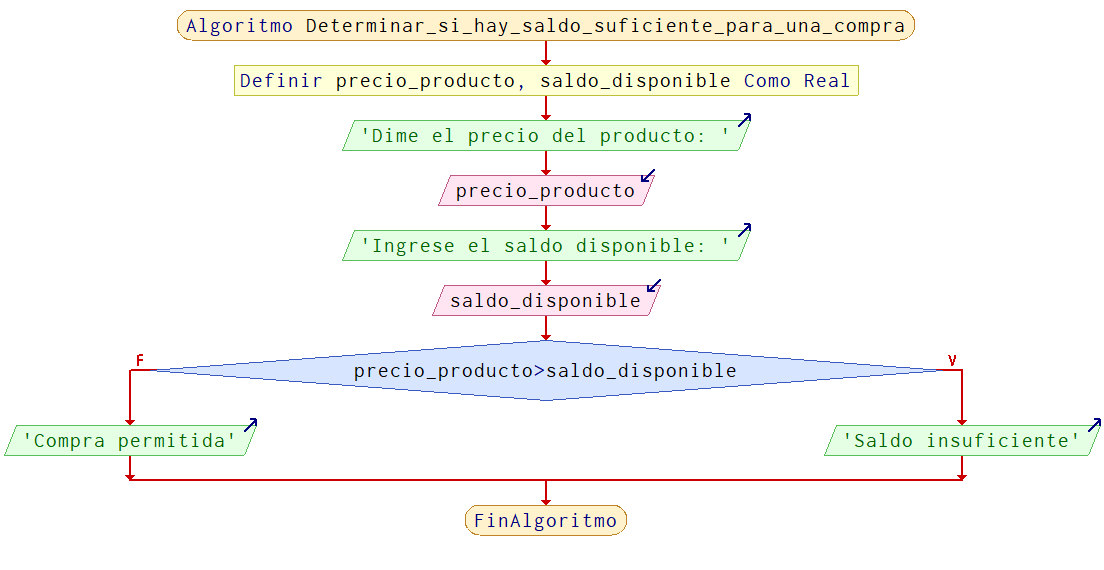 Algoritmo Determinar_si_hay_saldo_suficiente_para_una_compra
Definir precio_producto, saldo_disponible Como Real
'Dime el precio del producto: '
precio_producto
'Ingrese el saldo disponible: '
saldo_disponible
F
V
precio_producto>saldo_disponible
'Compra permitida'
'Saldo insuficiente'
FinAlgoritmo